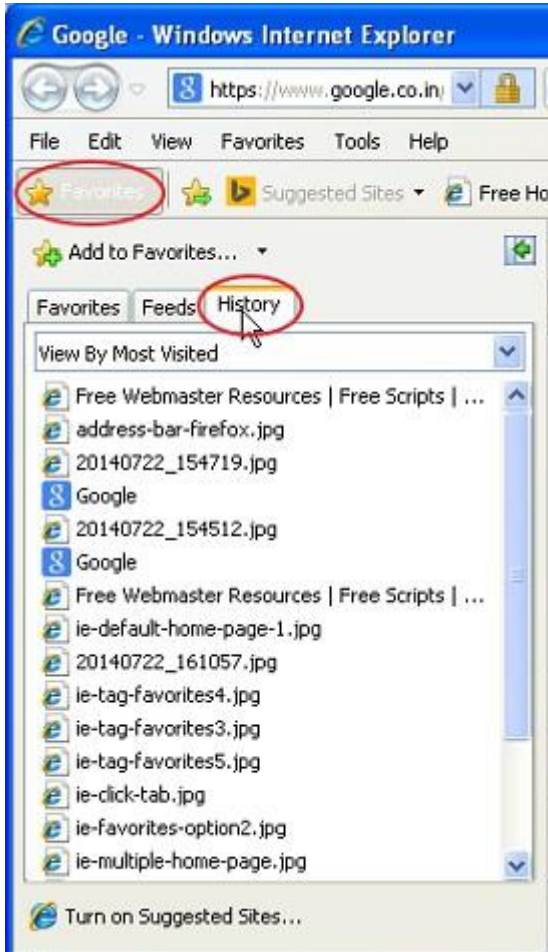 Google - Windows Internet Explorer
https://www.google.co.in/
File Edit View Favorites Tools Help
Favorites Suggested Sites Free Ho
Add to Favorites...
Favorites Feeds History
View By Most Visited
Free Webmaster Resources | Free Scripts | ...
address-bar-firefox.jpg
20140722_154719.jpg
Google
20140722_154512.jpg
Google
Free Webmaster Resources | Free Scripts | ...
ie-default-home-page-1.jpg
20140722_161057.jpg
ie-tag-favorites4.jpg
ie-tag-favorites3.jpg
ie-tag-favorites5.jpg
ie-click-tab.jpg
ie-favorites-option2.jpg
ie-multiple-home-page.jpg
Turn on Suggested Sites...